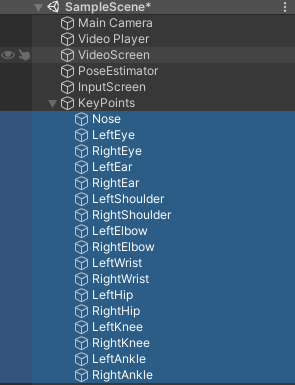 SampleScene*
Main Camera
Video Player
VideoScreen
PoseEstimator
InputScreen
KeyPoints
Nose
LeftEye
RightEye
LeftEar
RightEar
LeftShoulder
RightShoulder
LeftElbow
RightElbow
LeftWrist
RightWrist
LeftHip
RightHip
LeftKnee
RightKnee
LeftAnkle
RightAnkle